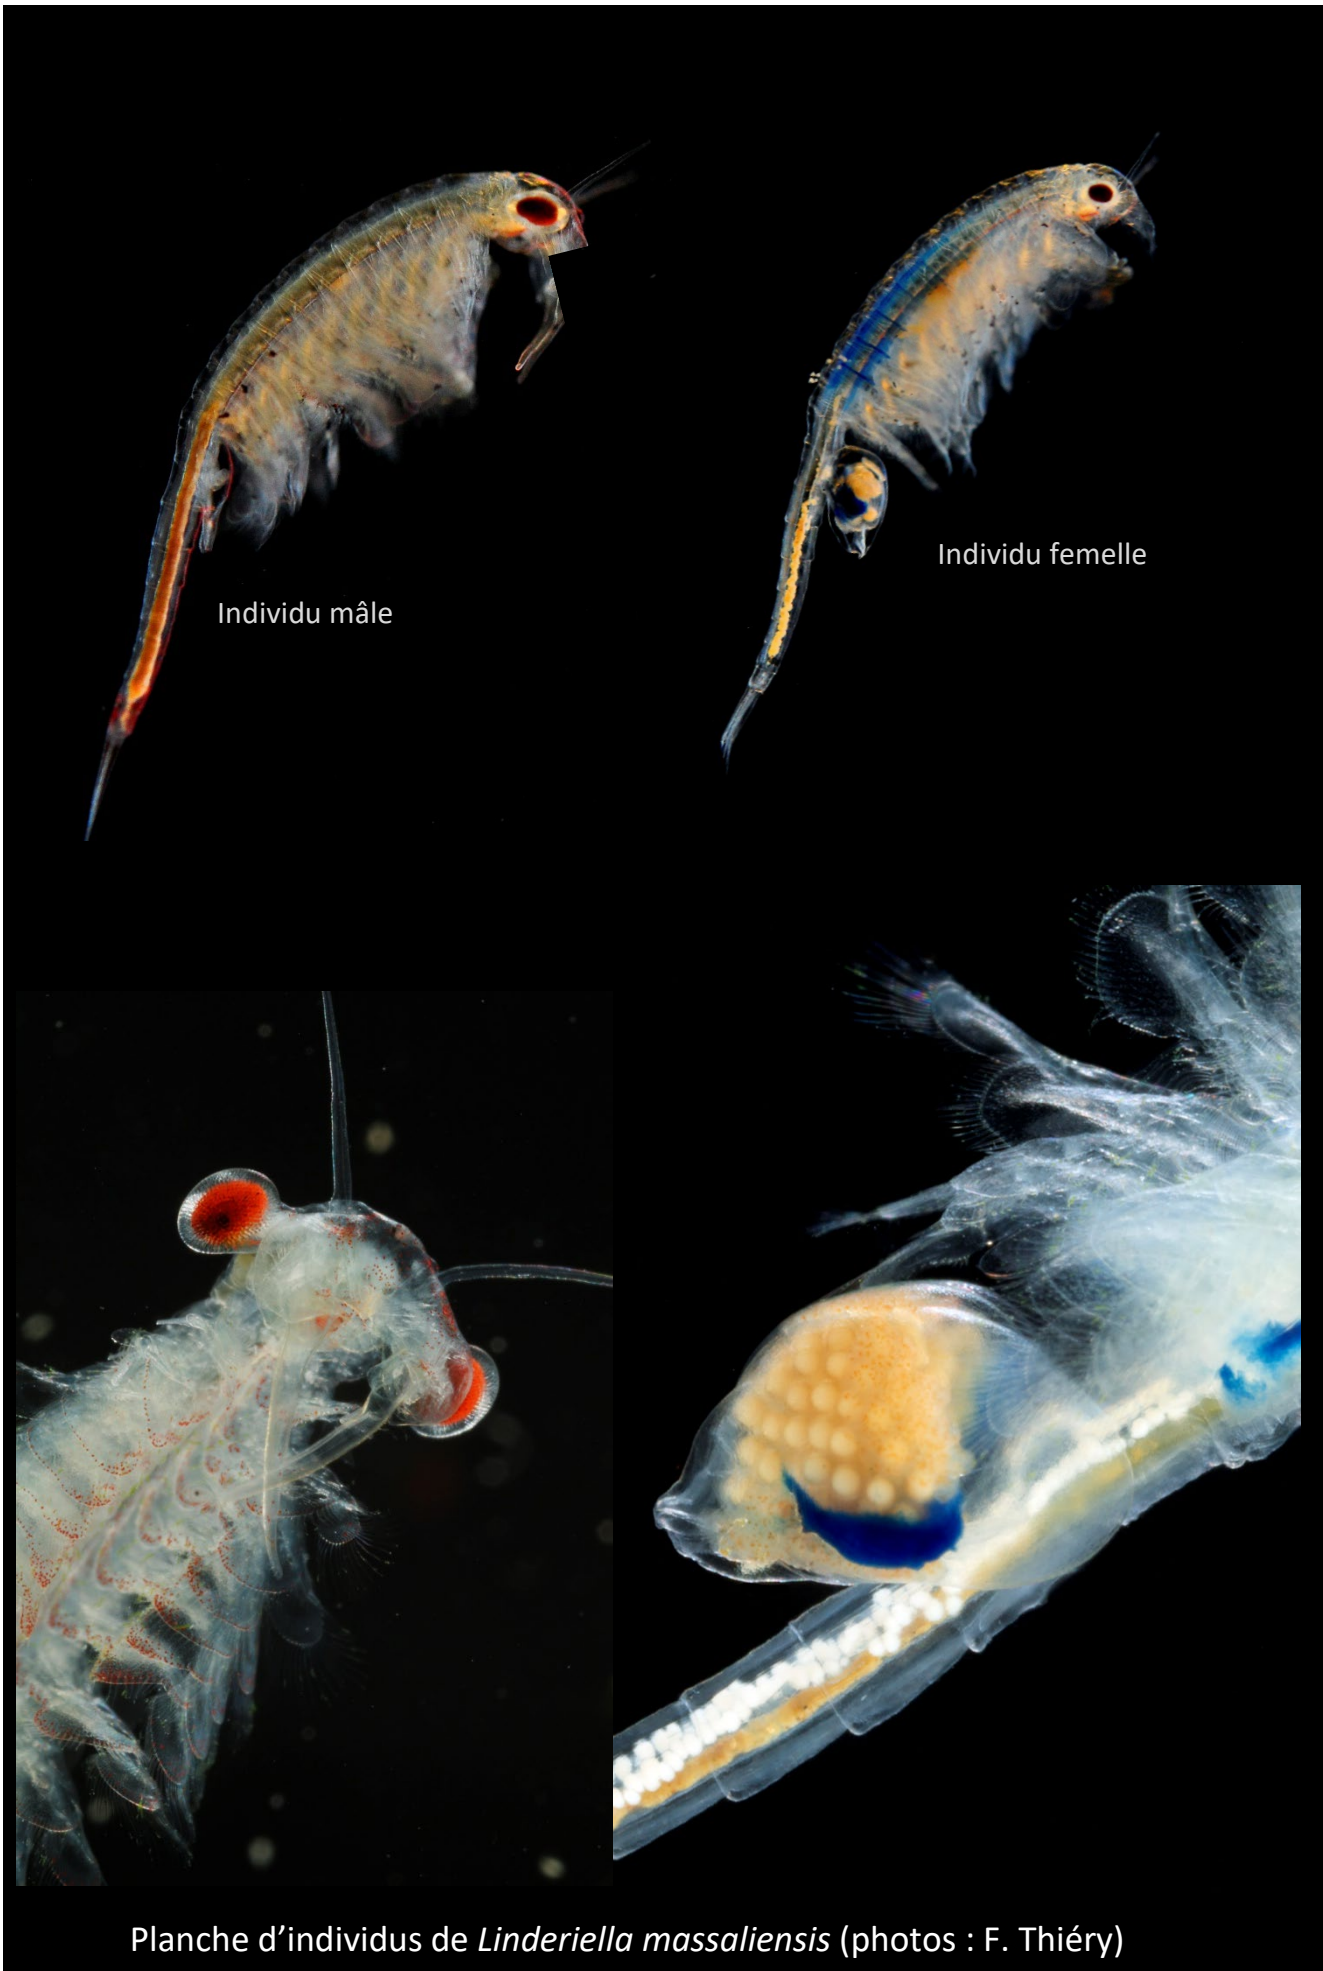 Individu femelle
Individu mâle
Planche d’individus de Linderiella massaliensis (photos : F. Thiéry)